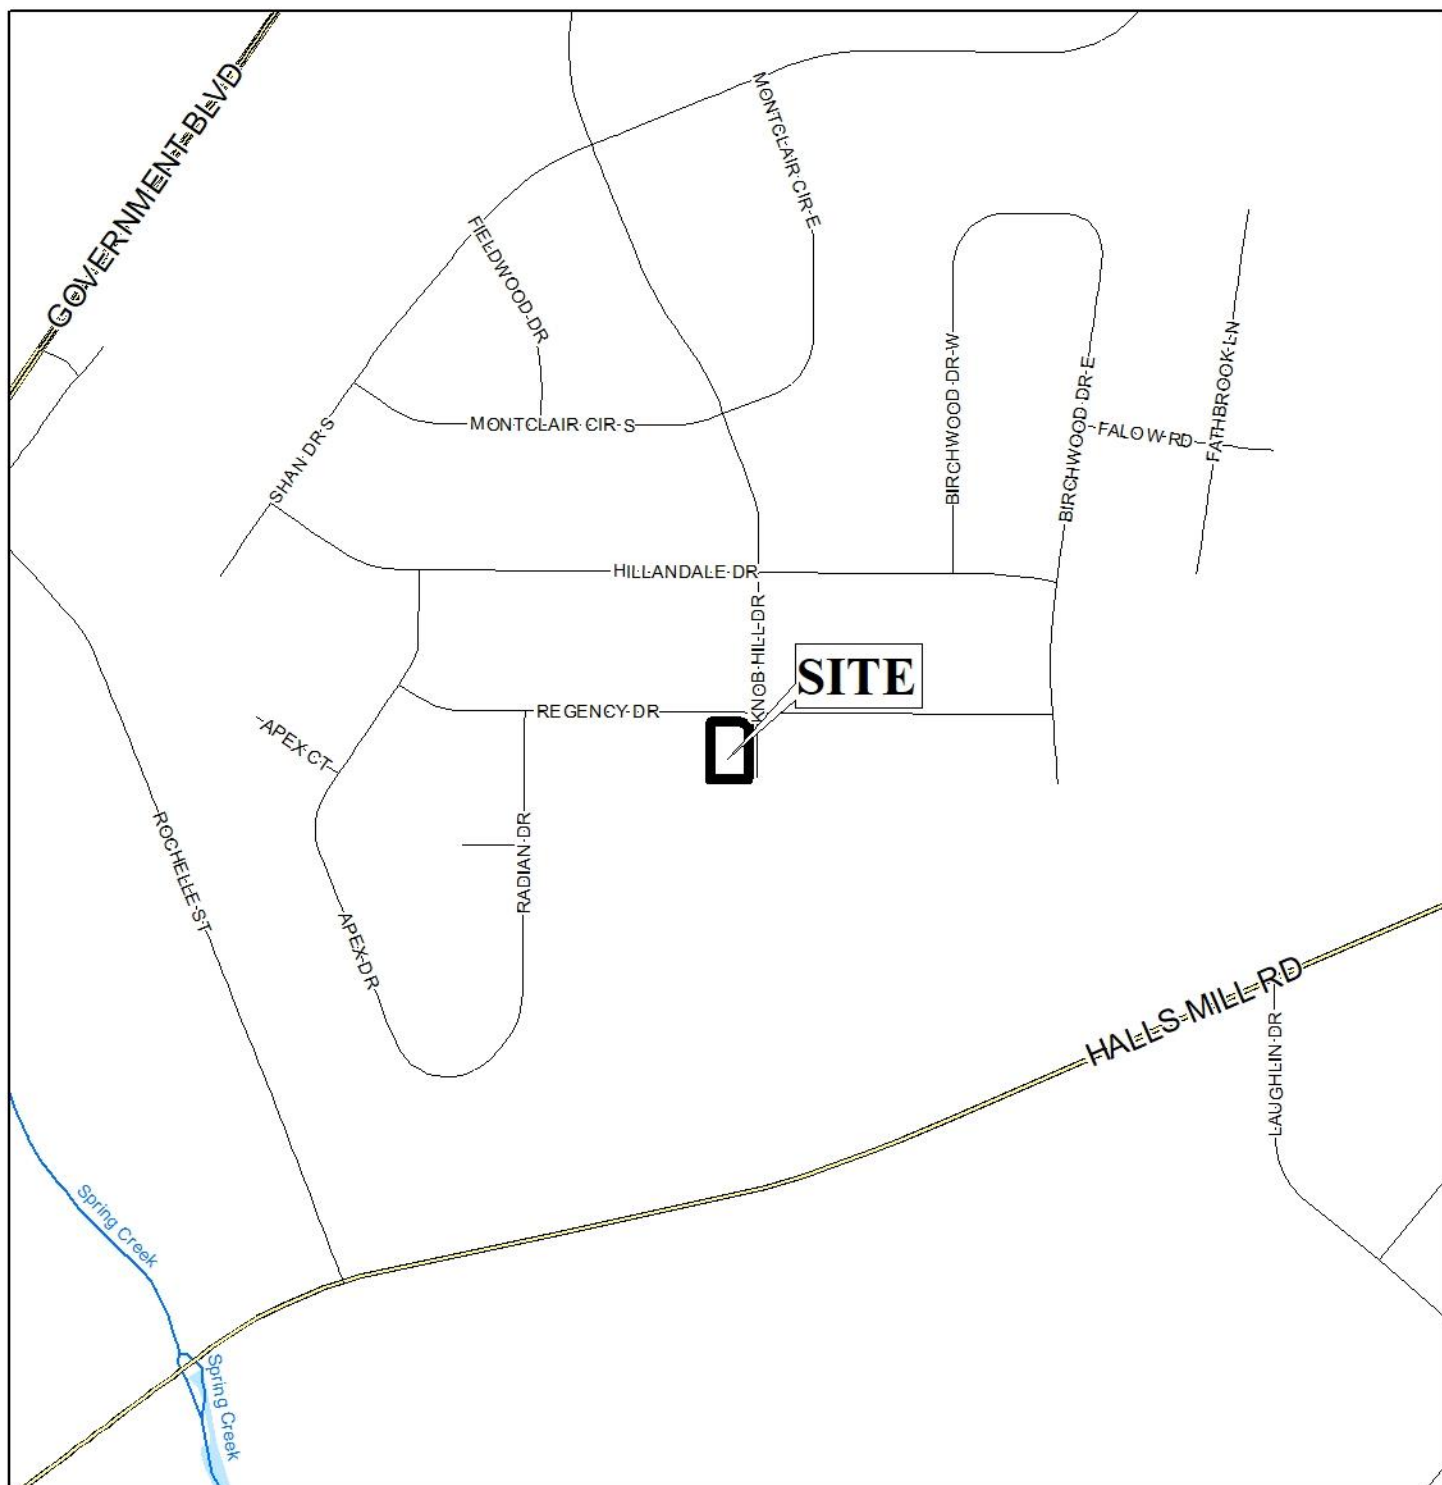 GOVERNMENT BLVD
MONTCLAIR CIR E
FIELDWOOD DR
FATHBROOK LN
BIRCHWOOD DR W
BIRCHWOOD DR E
SHAN DR S
MONTCLAIR CIR S
FALOW RD
HILLANDALE DR
KNOB HILL DR
SITE
REGENCY DR
APEX CT
ROCHELLE ST
RADIAN DR
APEX DR
HALLS MILL RD
LAUGHLIN DR
Spring Creek
Spring Creek